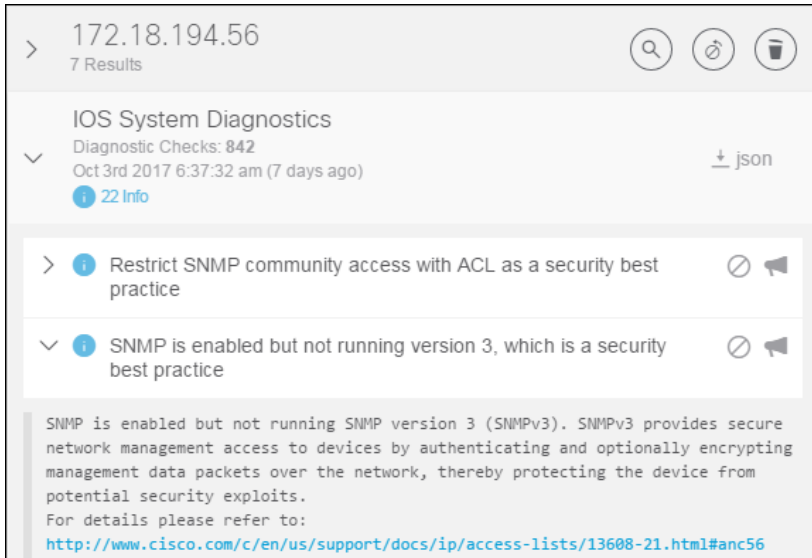 172.18.194.56
7 Results
IOS System Diagnostics
Diagnostic Checks: 842
Oct 3rd 2017 6:37:32 am (7 days ago)
json
i 22 Info
i Restrict SNMP community access with ACL as a security best
practice
i SNMP is enabled but not running version 3, which is a security
best practice
SNMP is enabled but not running SNMP version 3 (SNMPv3). SNMPv3 provides secure
network management access to devices by authenticating and optionally encrypting
management data packets over the network, thereby protecting the device from
potential security exploits.
For details please refer to:
http://www.cisco.com/c/en/us/support/docs/ip/access-lists/13608-21.html#anc56